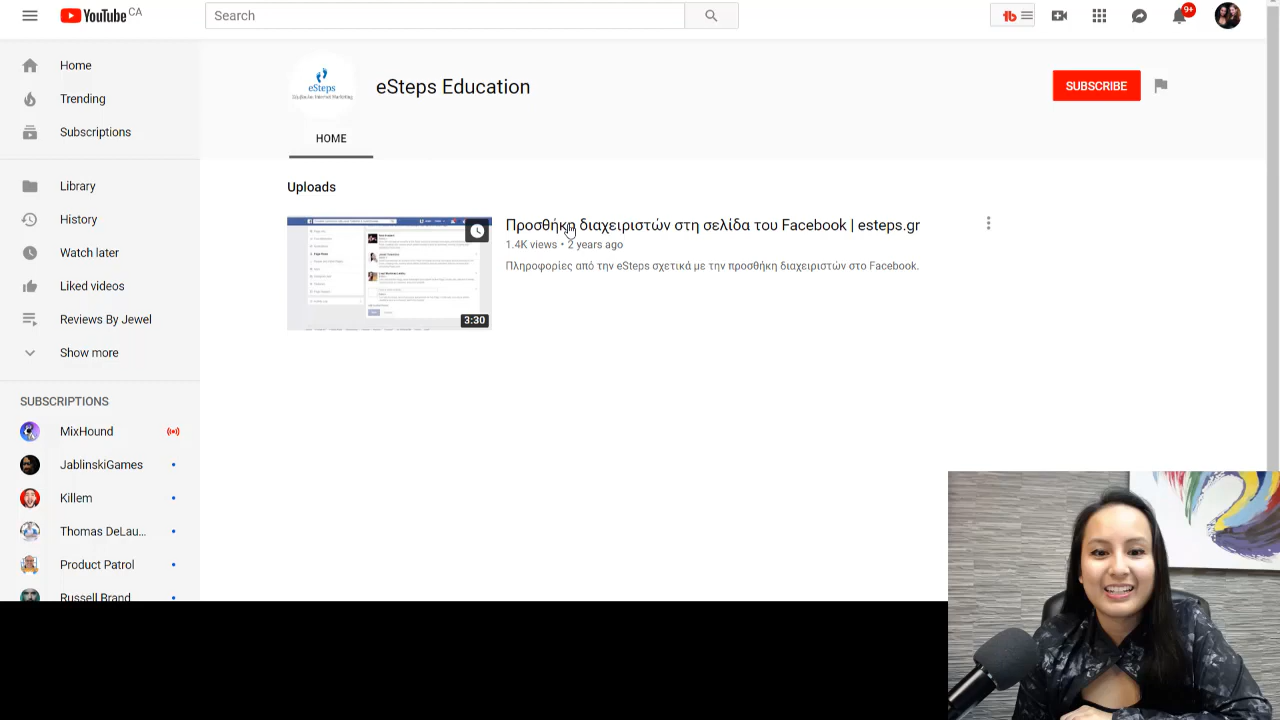 YouTube CA
Search
9+
Home
Trending
Subscriptions
Library
History
Watch later
Liked videos
Review - Jewel
Show more
SUBSCRIPTIONS
MixHound
JablinskiGames
Killem
Thomas DeLau...
Product Patrol
Russell Brand
eSteps
eSteps Education
SUBSCRIBE
HOME
Uploads
3:30
Προσθήκη διαχειριστών στη σελίδα του Facebook | esteps.gr
1.4K views • 2 years ago
Πληροφορίες από την eSteps σχετικά με την προσθήκη διαχειριστή στο Facebook.